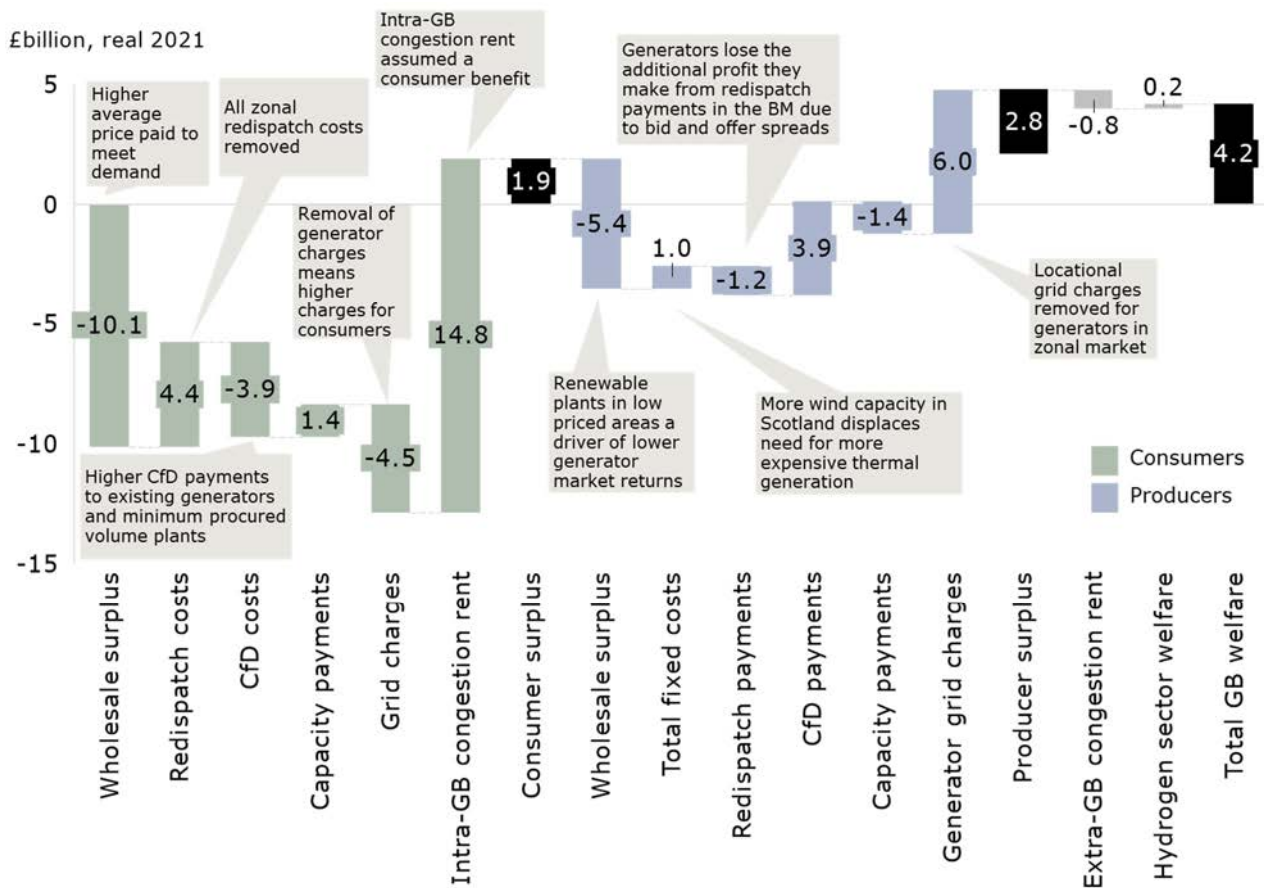 £billion, real 2021
5
0
-5
-10
-15
Higher
average
price paid to
meet
demand
All zonal
redispatch costs
removed
Intra-GB
congestion rent
assumed a
consumer benefit
Generators lose the
additional profit they
make from redispatch
payments in the BM due
to bid and offer spreads
Removal of
generator
charges
means
higher
charges for
consumers
Higher CfD payments
to existing generators
and minimum procured
volume plants
Renewable
plants in low
priced areas a
driver of lower
generator
market returns
More wind capacity in
Scotland displaces
need for more
expensive thermal
generation
Locational
grid charges
removed for
generators in
zonal market
-10.1
4.4
-3.9
1.4
-4.5
14.8
1.9
-5.4
1.0
-1.2
3.9
-1.4
6.0
2.8
-0.8
0.2
4.2
Consumers
Producers
Wholesale surplus
Redispatch costs
CfD costs
Capacity payments
Grid charges
Intra-GB congestion rent
Consumer surplus
Wholesale surplus
Total fixed costs
Redispatch payments
CfD payments
Capacity payment
Generator grid charges
Producer surplus
Extra-GB congestion rent
Hydrogen sector welfare
Total GB welfare